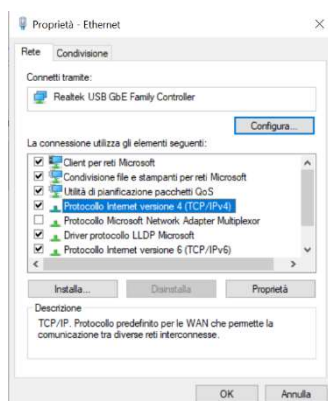 Proprietà - Ethernet
Rete Condivisione
Connetti tramite:
Realtek USB GbE Family Controller
Configura...
La connessione utilizza gli elementi seguenti:
Client per reti Microsoft
Condivisione file e stampanti per reti Microsoft
Utilità di pianificazione pacchetti QoS
Protocollo Internet versione 4 (TCP/IPv4)
Protocollo Microsoft Network Adapter Multiplexor
Driver protocollo LLDP Microsoft
Protocollo Internet versione 6 (TCP/IPv6)
Installa... Disinstalla Proprietà
Descrizione
TCP/IP. Protocollo predefinito per le WAN che permette la
comunicazione tra diverse reti interconnesse.
OK Annulla